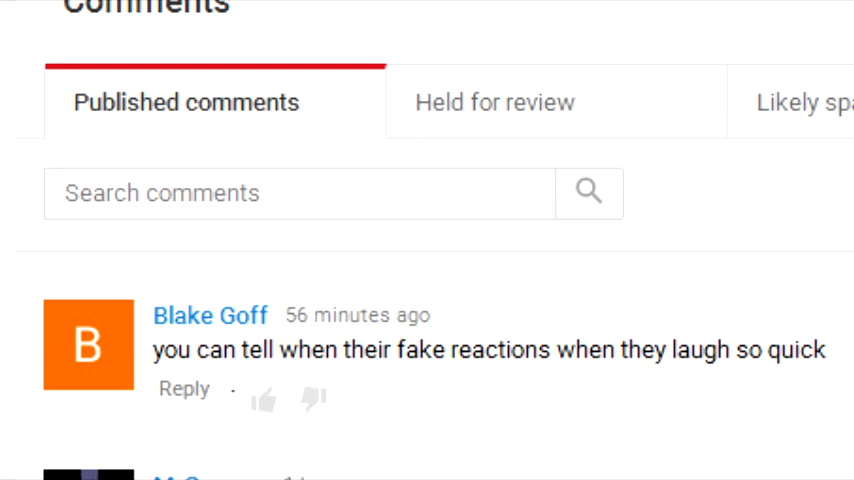 Comments
Published comments
Held for review
Likely spa
Search comments
B
Blake Goff 56 minutes ago
you can tell when their fake reactions when they laugh so quick
Reply